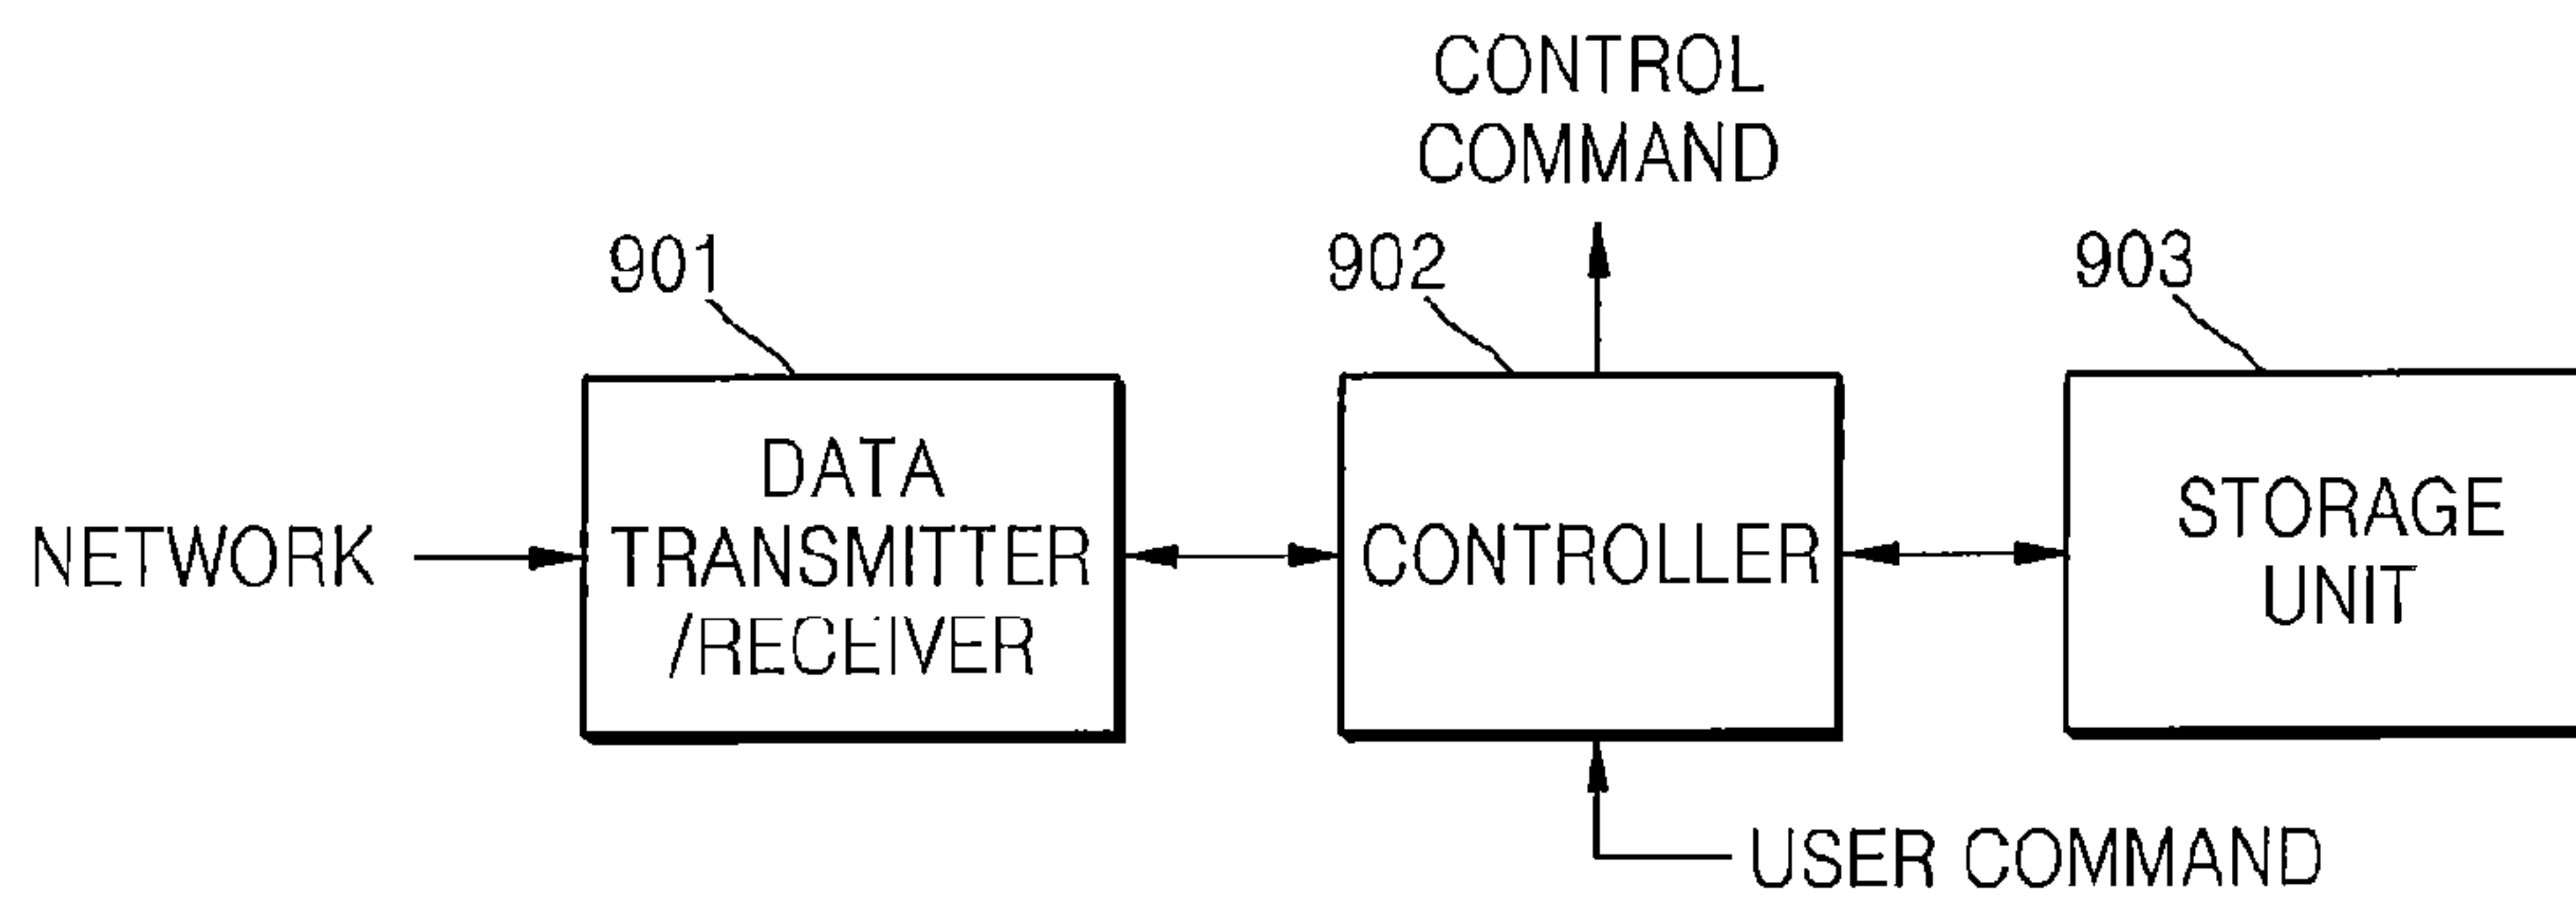 CONTROL
COMMAND
901
902
903
DATA
TRANSMITTER
/RECEIVER
NETWORK
CONTROLLER
STORAGE
UNIT
USER COMMAND